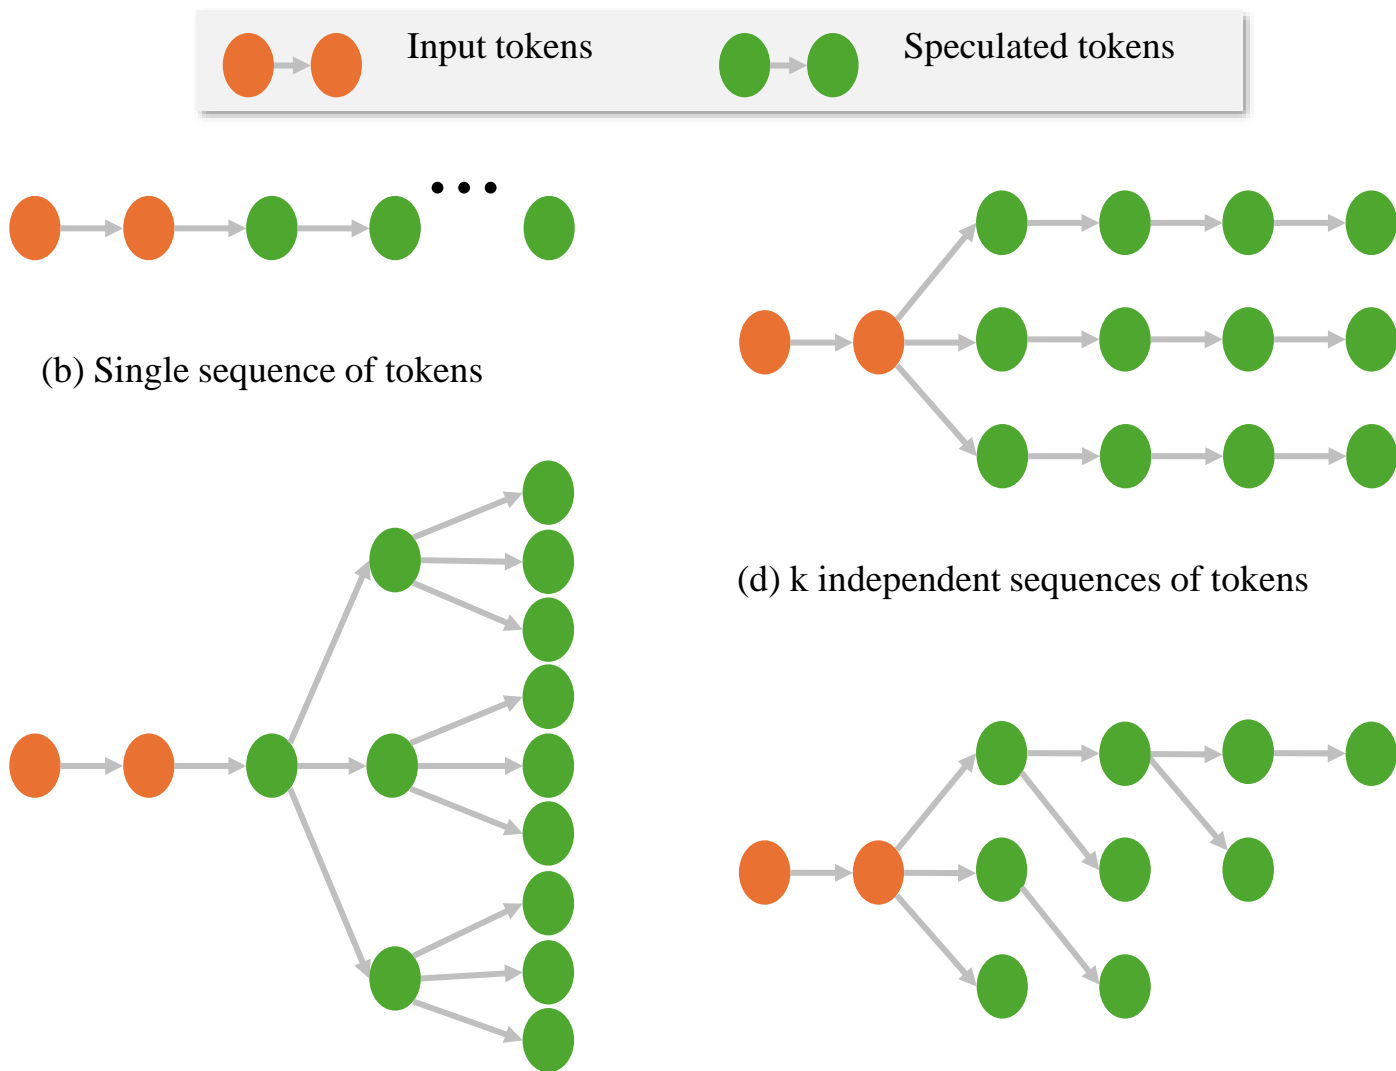 Input tokens
Speculated tokens
(b) Single sequence of tokens
(d) k independent sequences of tokens